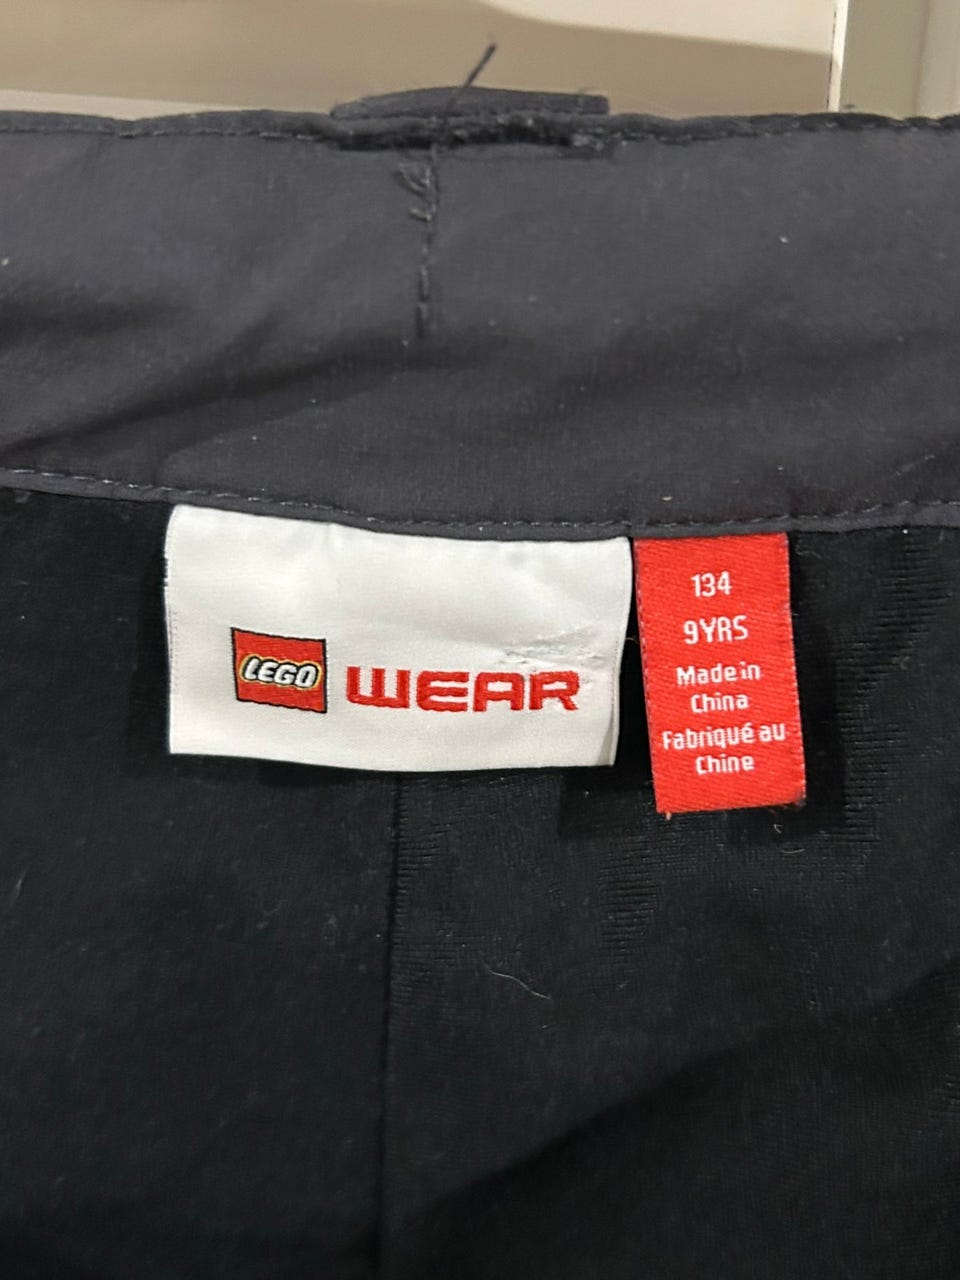 LEGO WEAR
134
9YRS
Made in
China
Fabriqué au
Chine